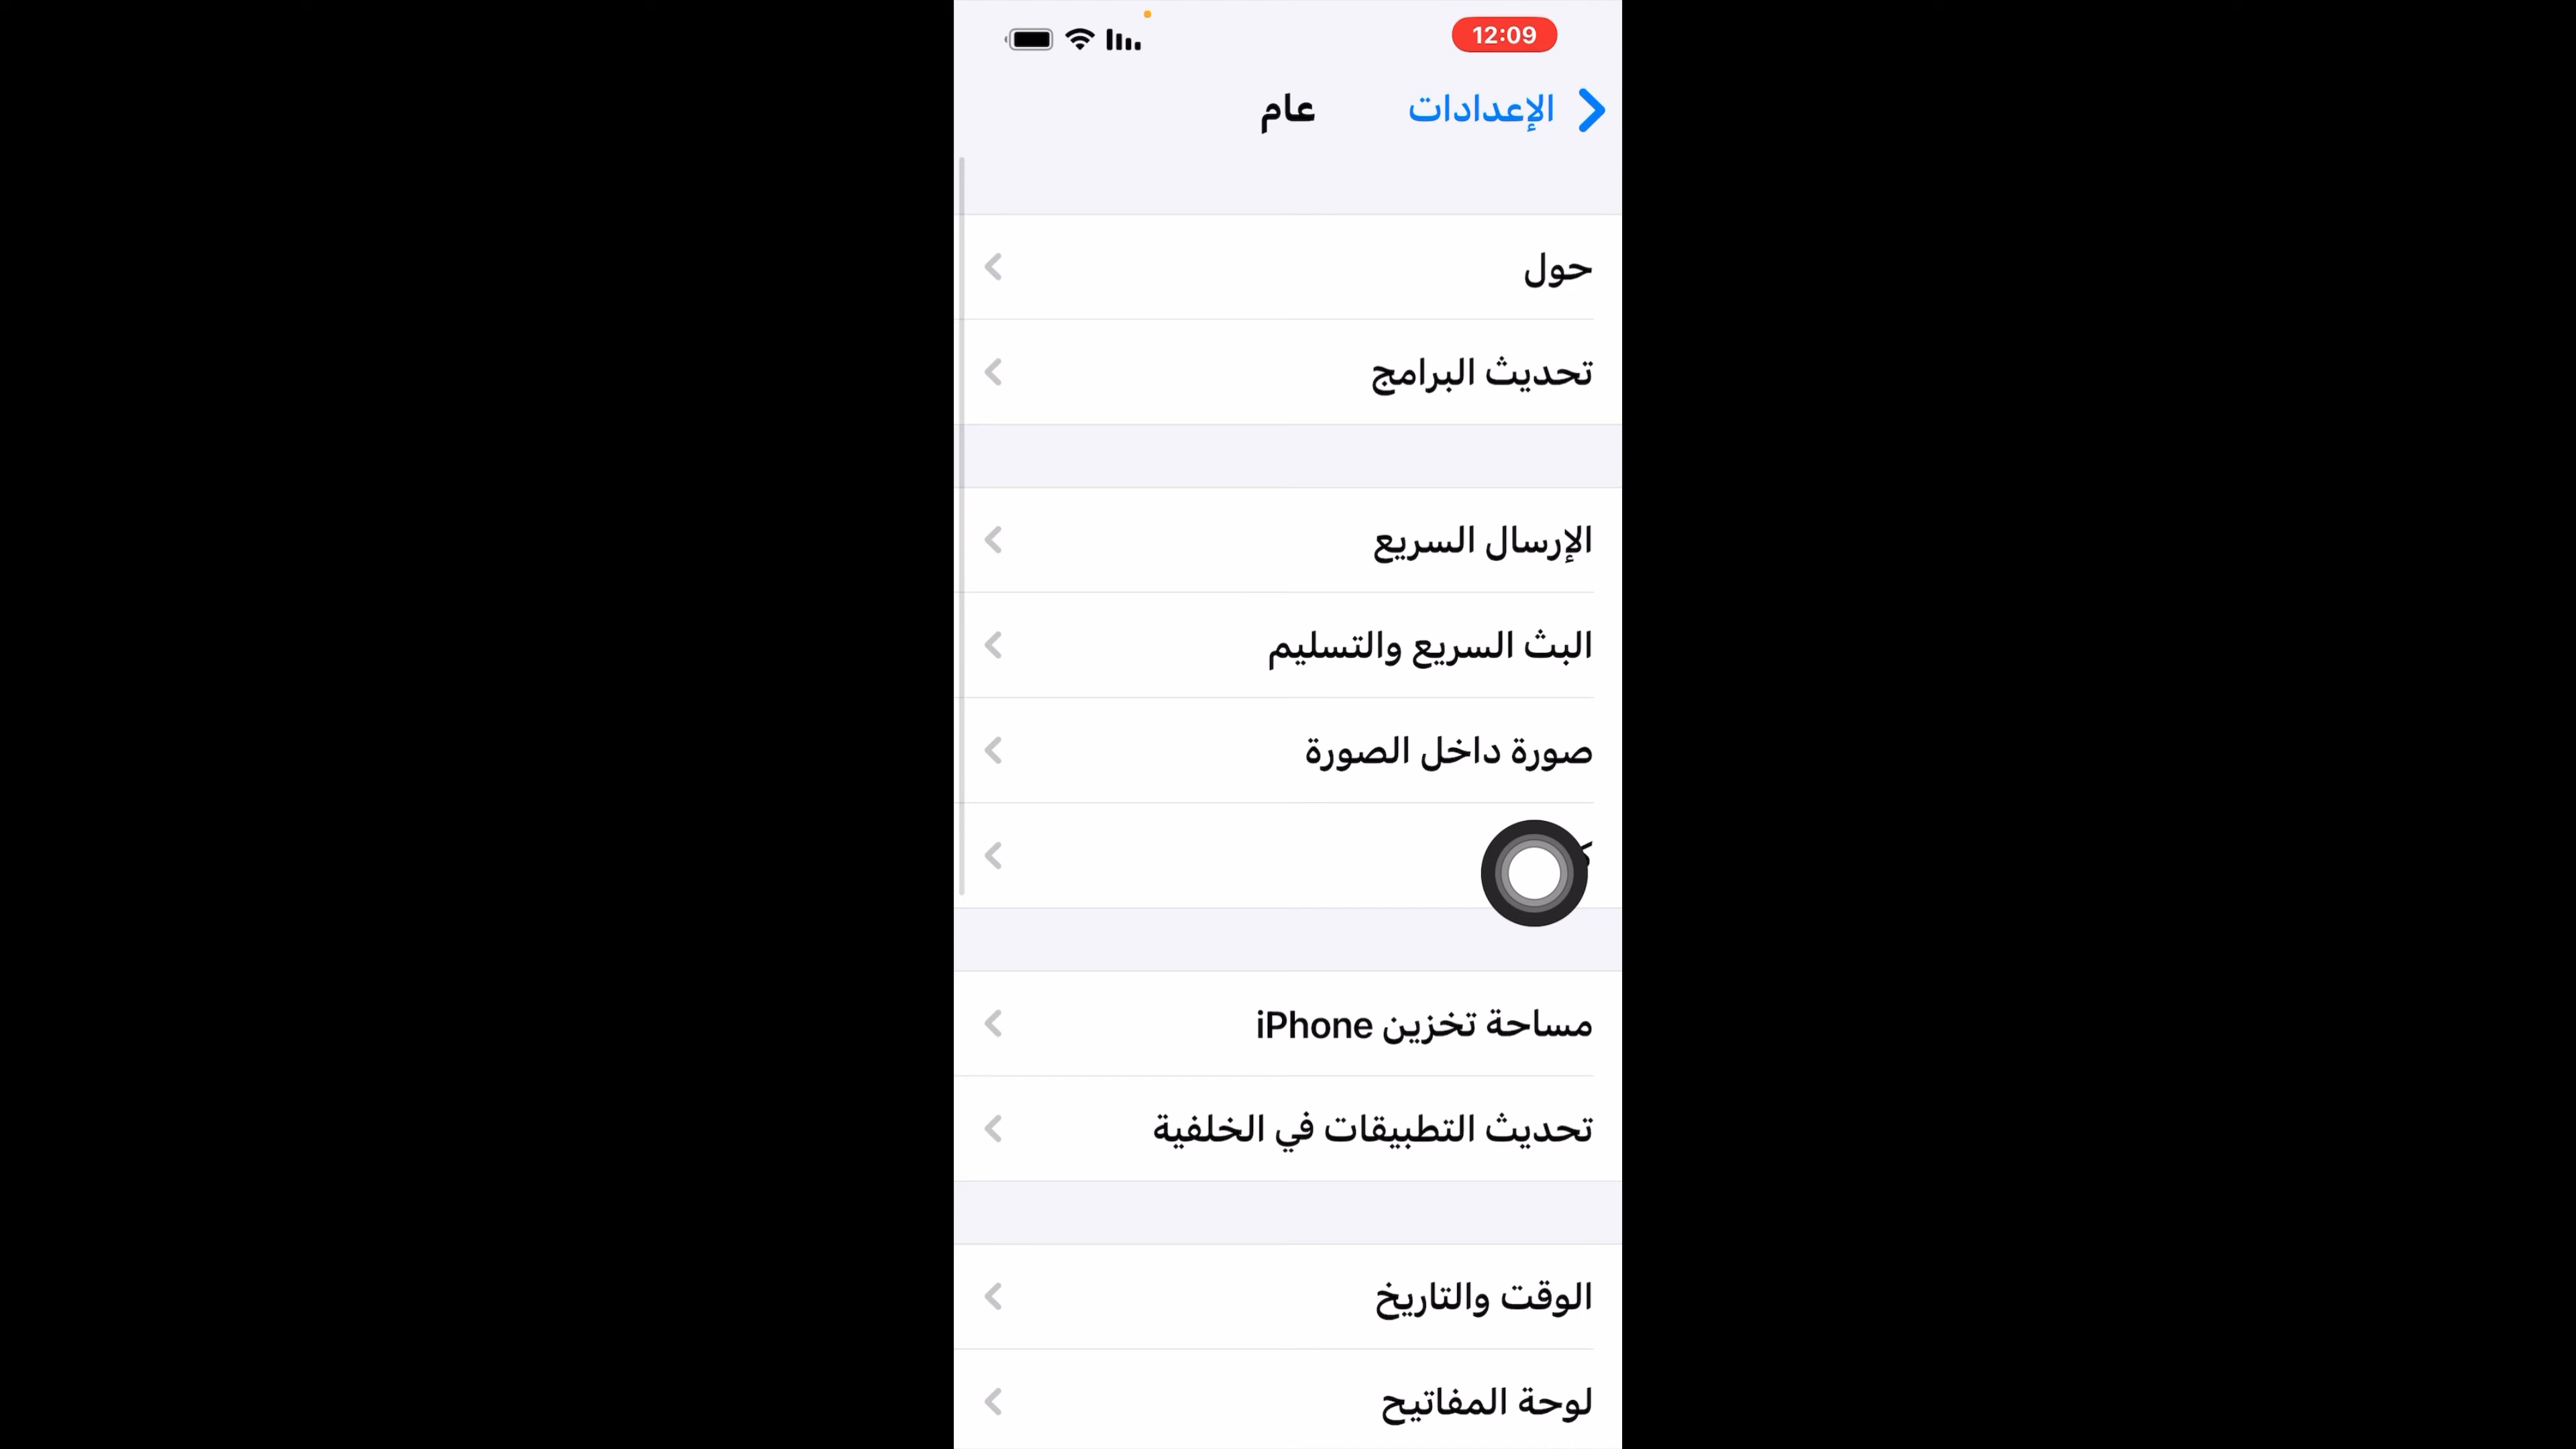 12:09
الإعدادات
عام
حول
تحديث البرامج
الإرسال السريع
البث السريع والتسليم
صورة داخل الصورة
مساحة تخزين iPhone
تحديث التطبيقات في الخلفية
الوقت والتاريخ
لوحة المفاتيح